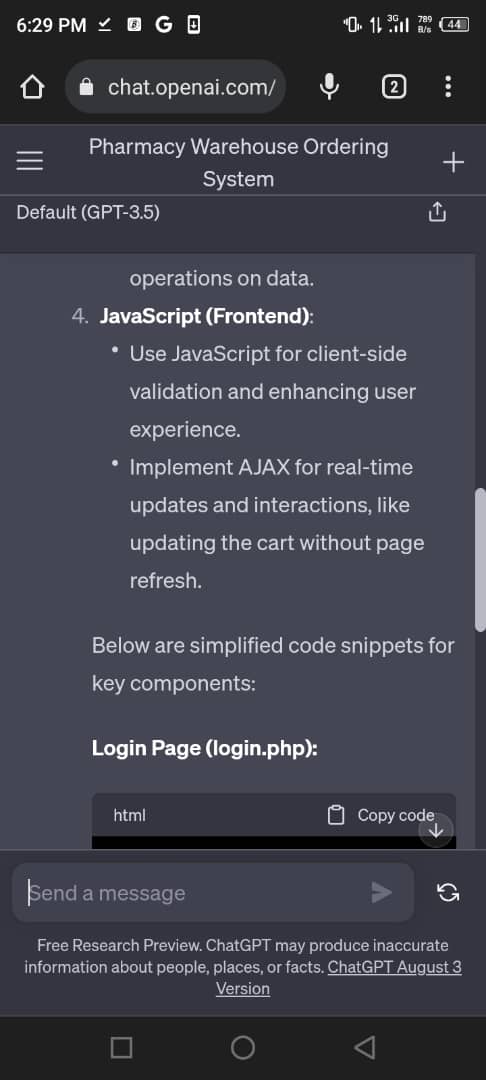 6:29 PM
3G
789
B/s
44
chat.openai.com/
2
Pharmacy Warehouse Ordering
System
Default (GPT-3.5)
operations on data.
4. JavaScript (Frontend):
• Use JavaScript for client-side
validation and enhancing user
experience.
• Implement AJAX for real-time
updates and interactions, like
updating the cart without page
refresh.
Below are simplified code snippets for
key components:
Login Page (login.php):
html
Copy code
Send a message
Free Research Preview. ChatGPT may produce inaccurate
information about people, places, or facts. ChatGPT August 3
Version